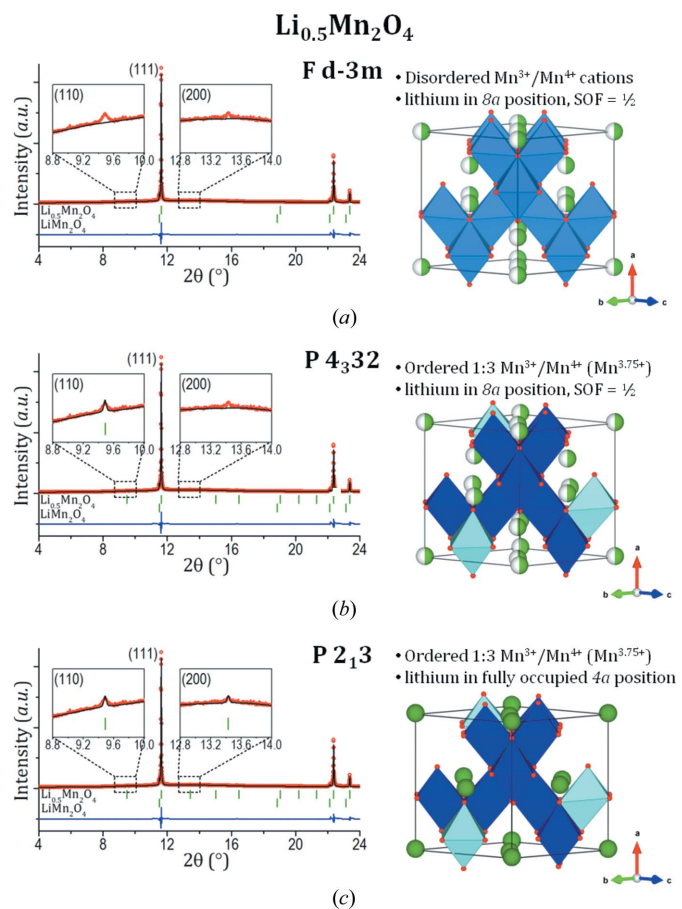 Li0.5Mn2O4
F d-3m
(111)
(110)
(200)
8.8 9.2 9.6 10.0
12.8 13.2 13.6 14.0
Intensity (a.u.)
Li0.5Mn2O4
LiMn2O4
4 8 12 16 20 24
2θ (°)
• Disordered Mn3+/Mn4+ cations
• lithium in 8a position, SOF = ½
a
b
c
(a)
P 4332
(111)
(110)
(200)
8.8 9.2 9.6 10.0
12.8 13.2 13.6 14.0
Intensity (a.u.)
Li0.5Mn2O4
LiMn2O4
4 8 12 16 20 24
2θ (°)
• Ordered 1:3 Mn3+/Mn4+ (Mn3.75+)
• lithium in 8a position, SOF = ½
a
b
c
(b)
P 213
(111)
(110)
(200)
8.8 9.2 9.6 10.0
12.8 13.2 13.6 14.0
Intensity (a.u.)
Li0.5Mn2O4
LiMn2O4
4 8 12 16 20 24
2θ (°)
• Ordered 1:3 Mn3+/Mn4+ (Mn3.75+)
• lithium in fully occupied 4a position
a
b
c
(c)